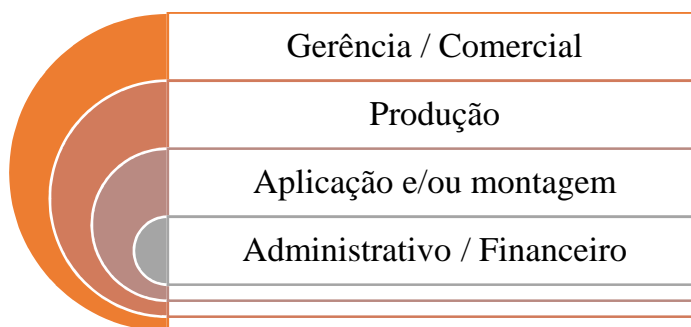 Gerência / Comercial
Produção
Aplicação e/ou montagem
Administrativo / Financeiro